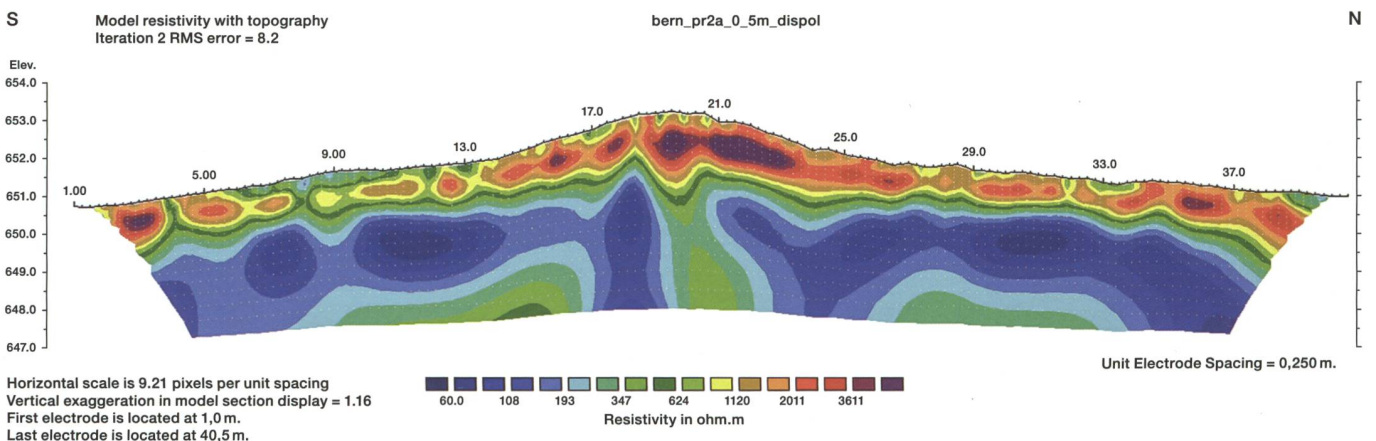 S
Model resistivity with topography
bern_pr2a_0_5m_dispol
N
Iteration 2 RMS error = 8.2
Elev.
654.0
653.0
652.0
651.0
650.0
649.0
648.0
647.0
1.00
5.00
9.00
13.0
17.0
21.0
25.0
29.0
33.0
37.0
Unit Electrode Spacing = 0,250 m.
Horizontal scale is 9.21 pixels per unit spacing
Vertical exaggeration in model section display = 1.16
First electrode is located at 1,0 m.
Last electrode is located at 40,5 m.
60.0 108 193 347 624 1120 2011 3611
Resistivity in ohm.m